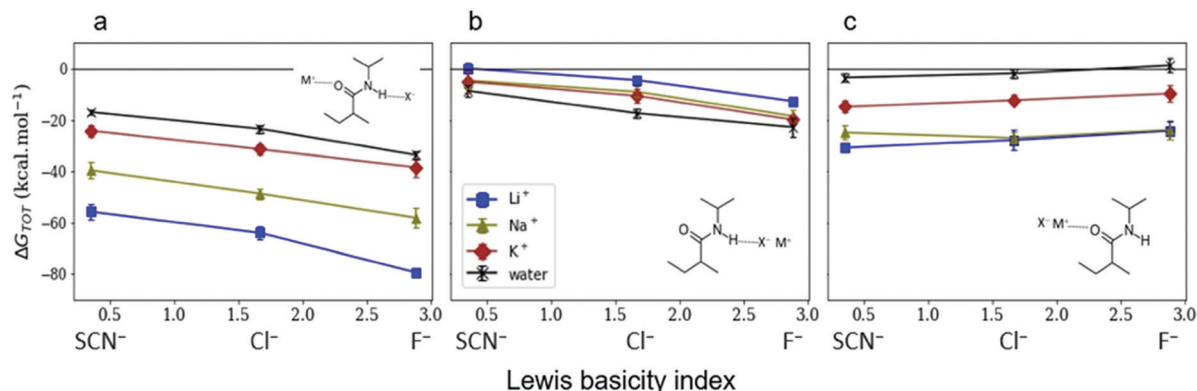 a
b
c
ΔG_TOT (kcal.mol⁻¹)
0
−20
−40
−60
−80
M⁺
O
N
H
X⁻
Li⁺
Na⁺
K⁺
water
O
N
H
X⁻ M⁺
X⁻ M⁺
O
N
H
0.5 1.0 1.5 2.0 2.5 3.0
0.5 1.0 1.5 2.0 2.5 3.0
0.5 1.0 1.5 2.0 2.5 3.0
SCN⁻ Cl⁻ F⁻
SCN⁻ Cl⁻ F⁻
SCN⁻ Cl⁻ F⁻
Lewis basicity index